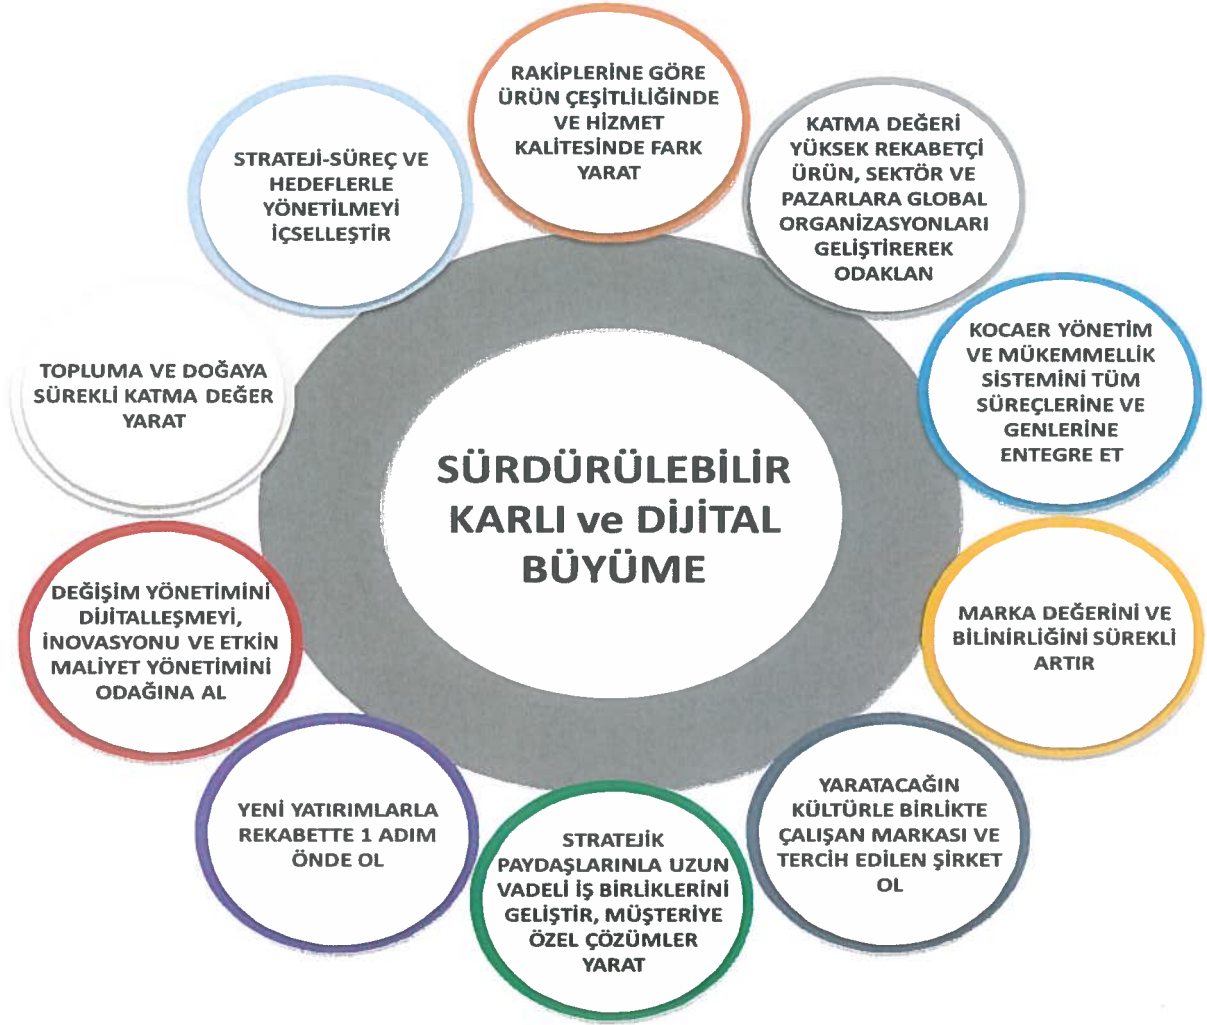 RAKİPLERİNE GÖRE
ÜRÜN ÇEŞİTLİLİĞİNDE
VE HİZMET
KALİTESİNDE FARK
YARAT
KATMA DEĞERİ
YÜKSEK REKABETÇİ
ÜRÜN, SEKTÖR VE
PAZARLARA GLOBAL
ORGANİZASYONLARI
GELİŞTİREREK
ODAKLAN
KOCAER YÖNETİM
VE MÜKEMMELLİK
SİSTEMİNİ TÜM
SÜREÇLERİNE VE
GENLERİNE
ENTEGRE ET
MARKA DEĞERİNİ VE
BİLİNİRLİĞİNİ SÜREKLİ
ARTIR
YARATACAĞIN
KÜLTÜRLE BİRLİKTE
ÇALIŞAN MARKASI VE
TERCİH EDİLEN ŞİRKET
OL
STRATEJİK
PAYDAŞLARINLA UZUN
VADELİ İŞ BİRLİKLERİNİ
GELİŞTİR, MÜŞTERİYE
ÖZEL ÇÖZÜMLER
YARAT
YENİ YATIRIMLARLA
REKABETTE 1 ADIM
ÖNDE OL
DEĞİŞİM YÖNETİMİNİ
DİJİTALLEŞMEYİ,
İNOVASYONU VE ETKİN
MALİYET YÖNETİMİNİ
ODAĞINA AL
TOPLUMA VE DOĞAYA
SÜREKLİ KATMA DEĞER
YARAT
STRATEJİ-SÜREÇ VE
HEDEFLERLE
YÖNETİLMEYİ
İÇSELLEŞTİR
SÜRDÜRÜLEBİLİR
KARLI ve DİJİTAL
BÜYÜME